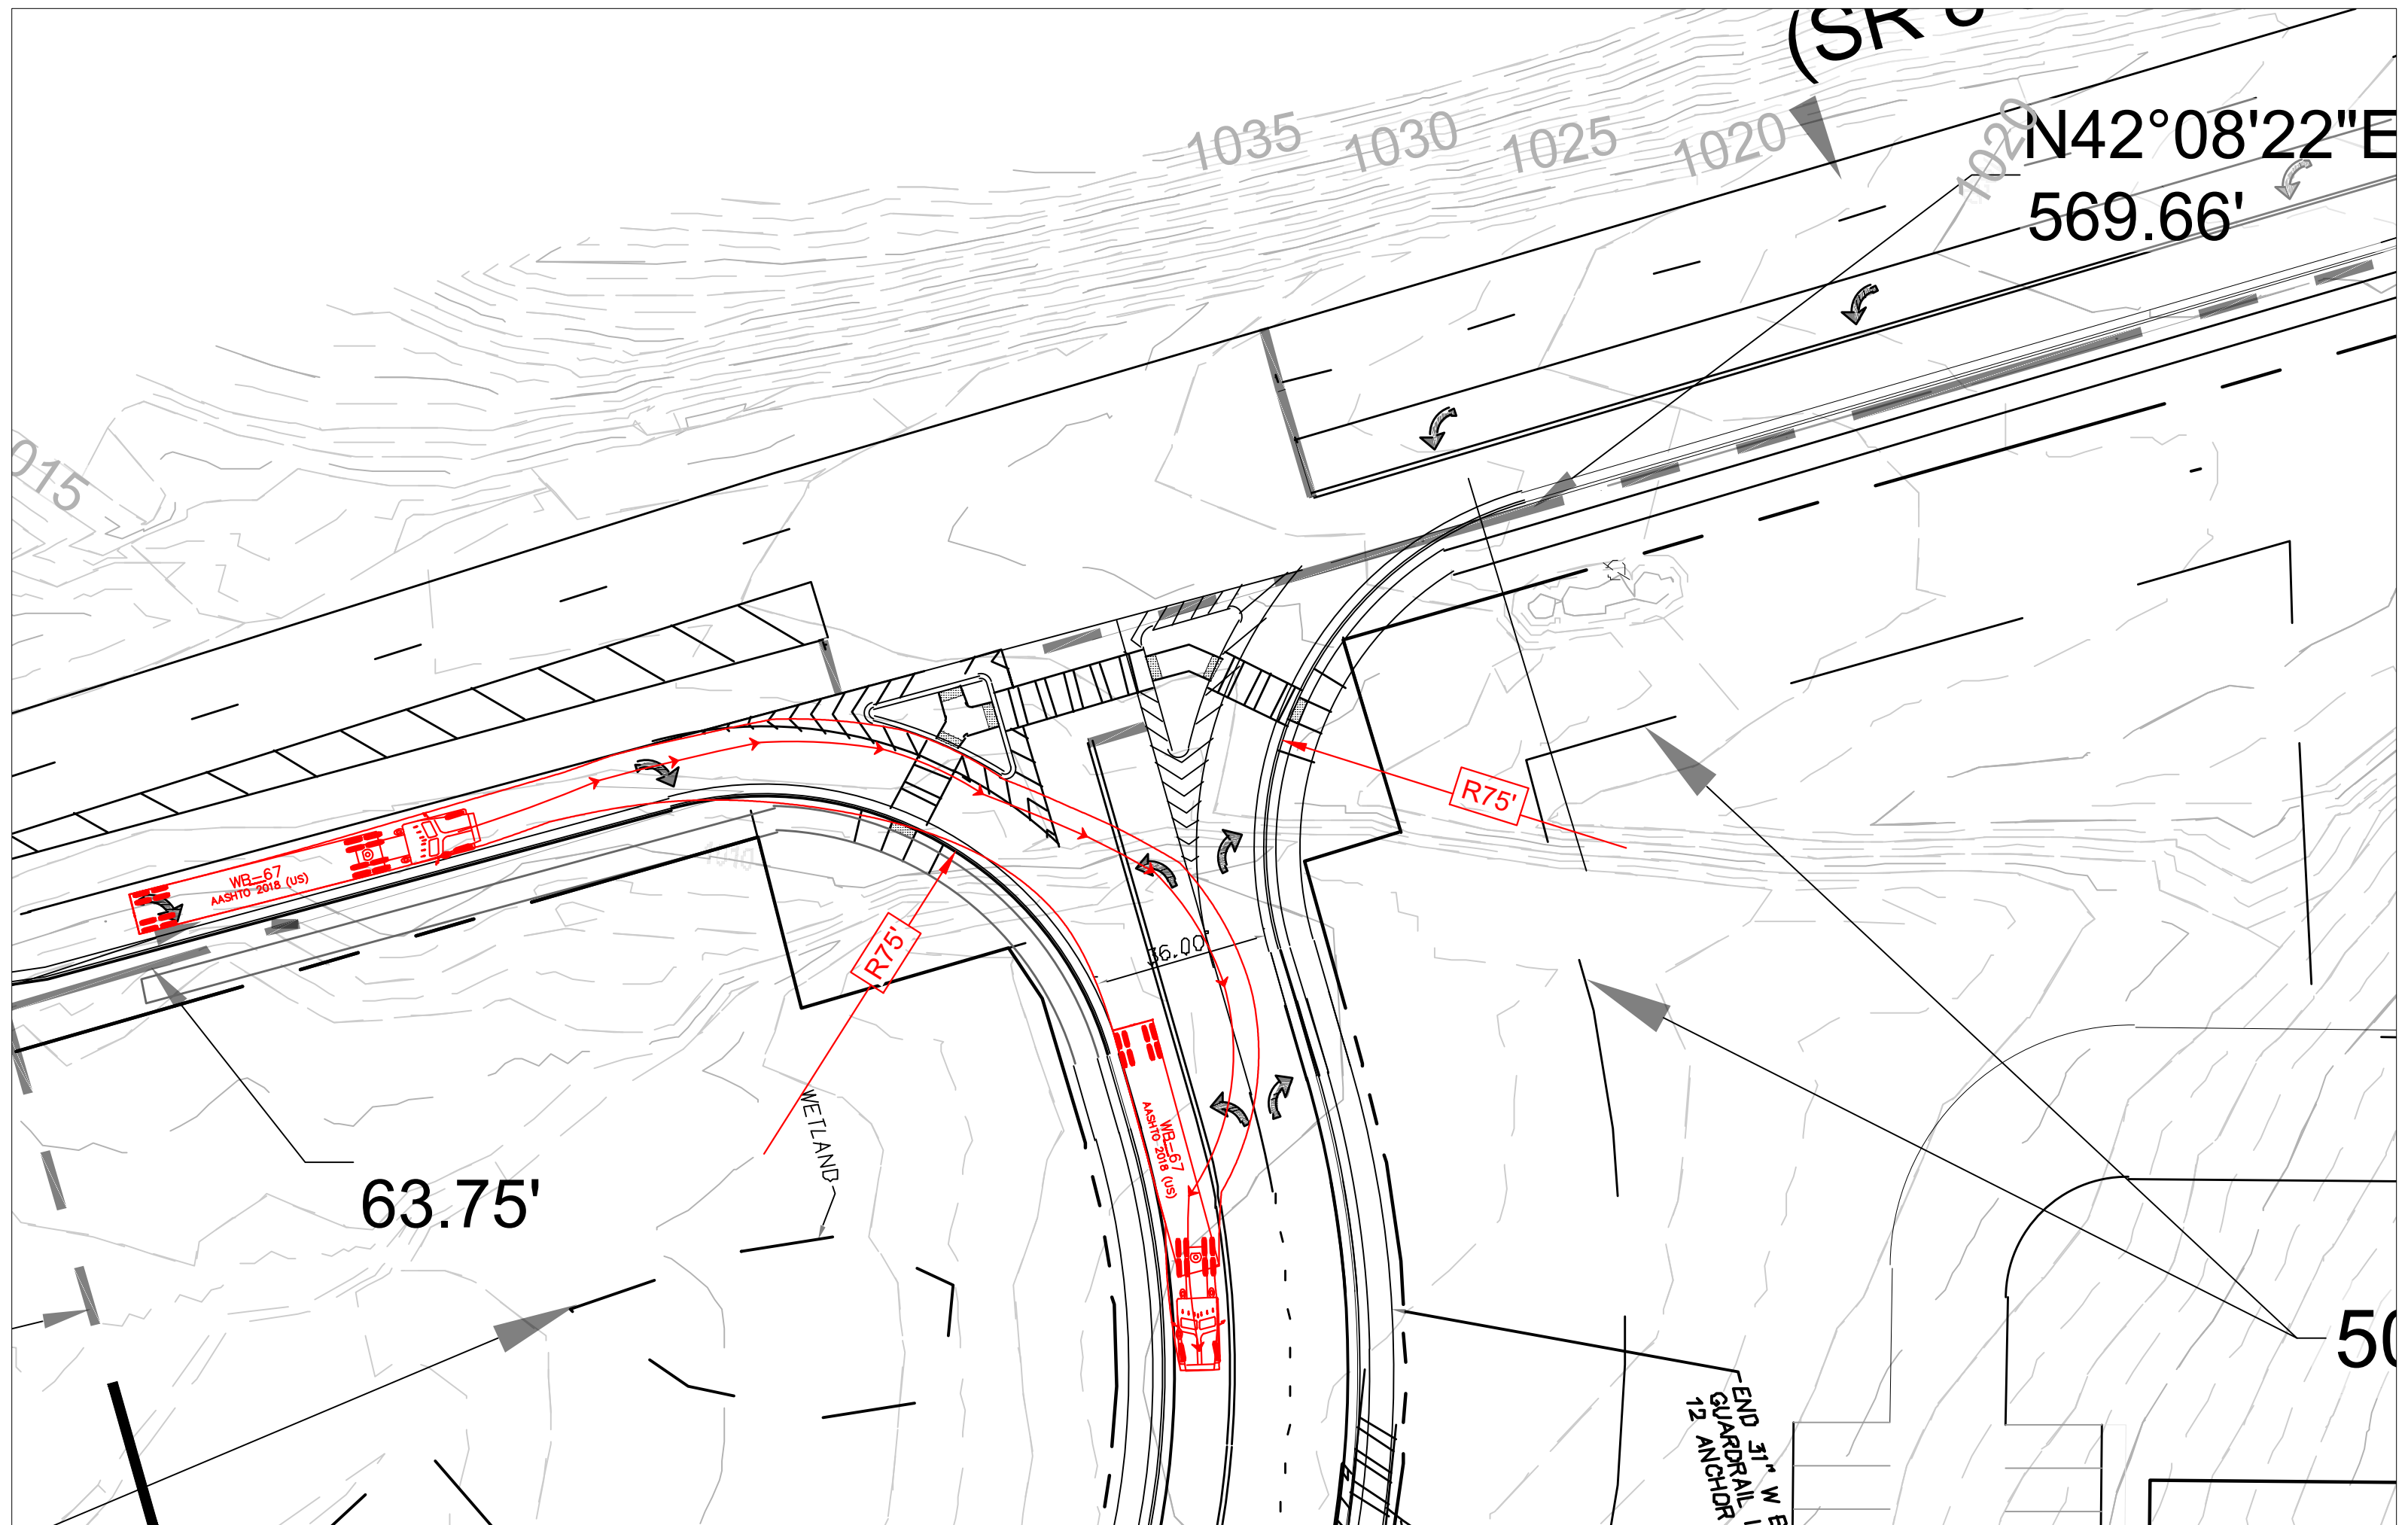 (SR
1035
1030
1025
1020
1020
N42°08'22"E
569.66'
015
WB-67
AASHTO 2018 (US)
R75'
R75'
36.00'
WETLAND
63.75'
WB-67
AASHTO 2018 (US)
50
END 31" W B
GUARDRAIL
12 ANCHOR